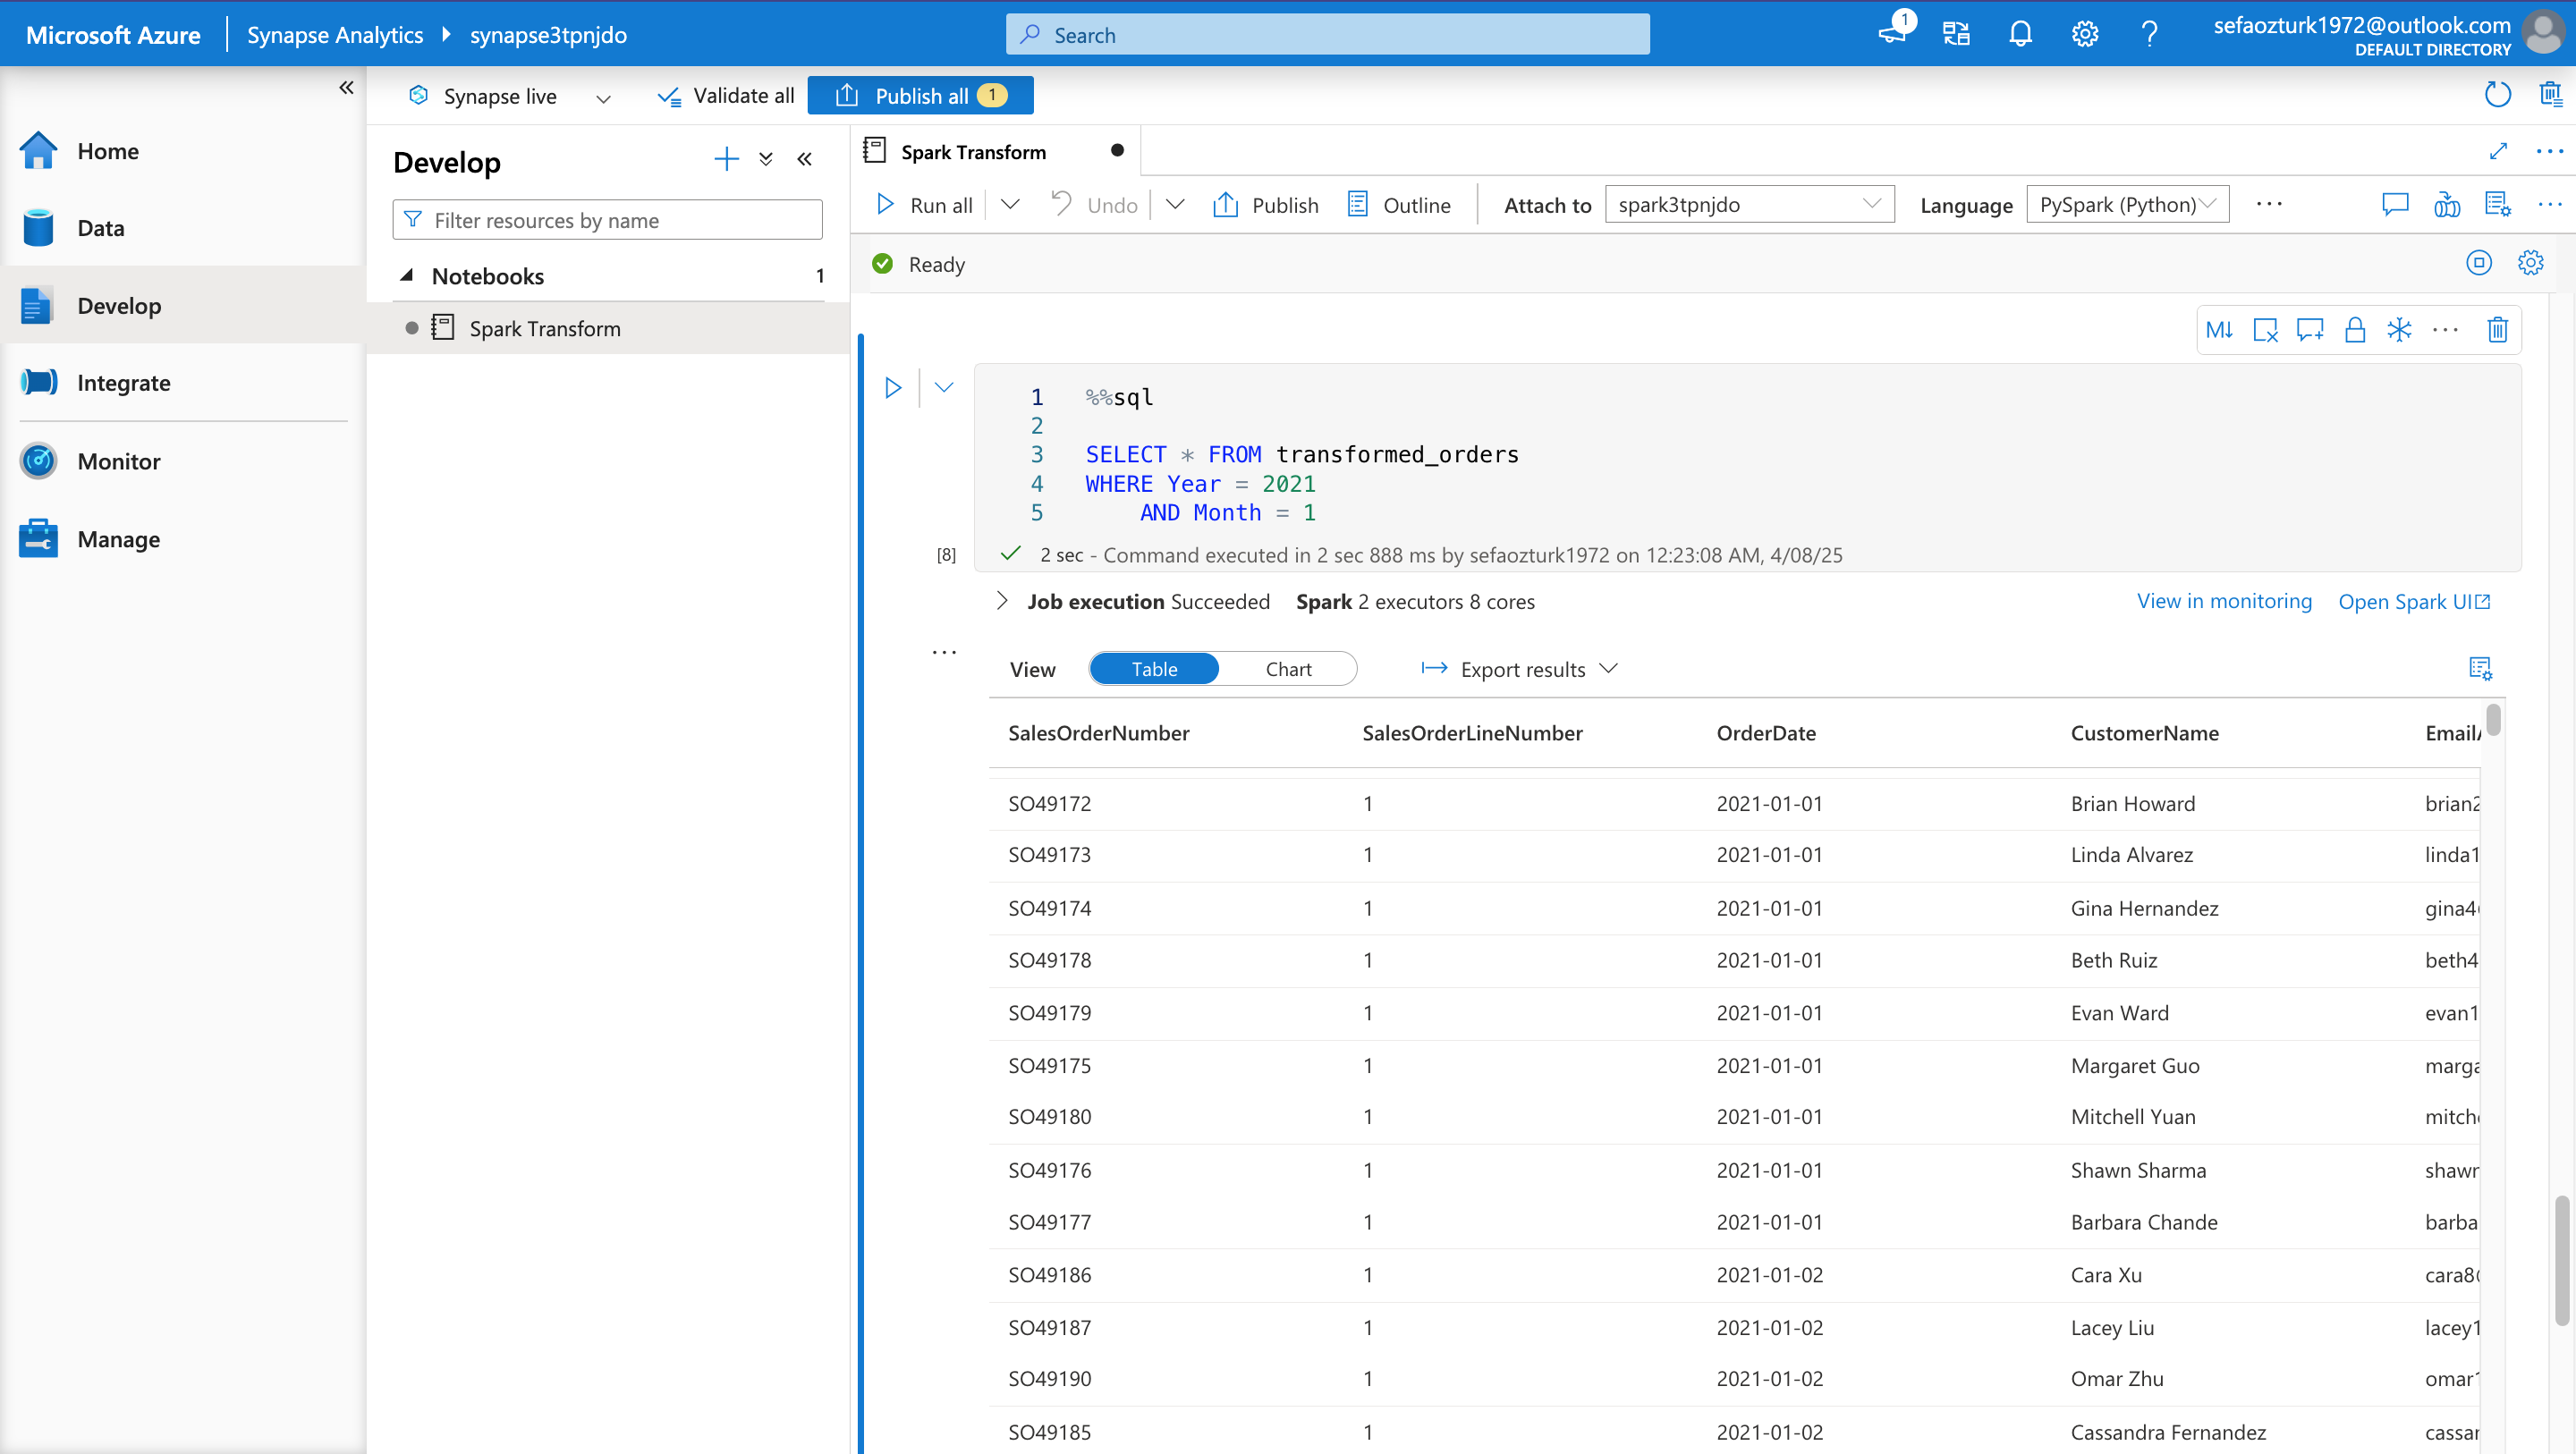 Microsoft Azure Synapse Analytics synapse3tpnjdo Search 1 sefaozturk1972@outlook.com
DEFAULT DIRECTORY
Synapse live Validate all Publish all 1
Home
Data
Develop
Integrate
Monitor
Manage
Develop
Filter resources by name
Notebooks 1
Spark Transform
Spark Transform
Run all Undo Publish Outline Attach to spark3tpnjdo Language PySpark (Python)
Ready
M↓
1 %%sql
2
3 SELECT * FROM transformed_orders
4 WHERE Year = 2021
5 AND Month = 1
[8] 2 sec - Command executed in 2 sec 888 ms by sefaozturk1972 on 12:23:08 AM, 4/08/25
Job execution Succeeded Spark 2 executors 8 cores View in monitoring Open Spark UI
View Table Chart Export results
SalesOrderNumber SalesOrderLineNumber OrderDate CustomerName
SO49172 1 2021-01-01 Brian Howard brian2
SO49173 1 2021-01-01 Linda Alvarez linda1
SO49174 1 2021-01-01 Gina Hernandez gina4
SO49178 1 2021-01-01 Beth Ruiz beth4
SO49179 1 2021-01-01 Evan Ward evan1
SO49175 1 2021-01-01 Margaret Guo marga
SO49180 1 2021-01-01 Mitchell Yuan mitch
SO49176 1 2021-01-01 Shawn Sharma shawn
SO49177 1 2021-01-01 Barbara Chande barba
SO49186 1 2021-01-02 Cara Xu cara8
SO49187 1 2021-01-02 Lacey Liu lacey1
SO49190 1 2021-01-02 Omar Zhu omar1
SO49185 1 2021-01-02 Cassandra Fernandez cassan